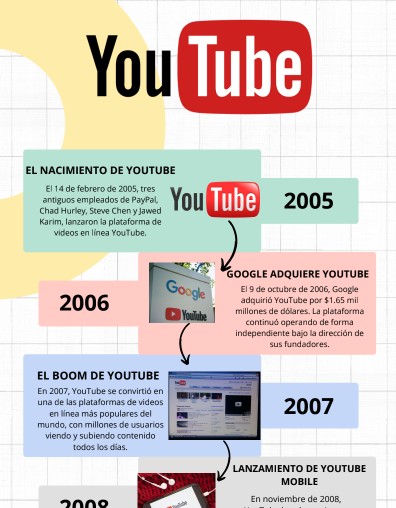 YouTube
EL NACIMIENTO DE YOUTUBE
El 14 de febrero de 2005, tres
antiguos empleados de PayPal,
Chad Hurley, Steve Chen y Jawed
Karim, lanzaron la plataforma de
videos en línea YouTube.
YouTube
2005
GOOGLE ADQUIERE YOUTUBE
El 9 de octubre de 2006, Google
adquirió YouTube por $1.65 mil
millones de dólares. La plataforma
continuó operando de forma
independiente bajo la dirección de
sus fundadores.
Google
YouTube
2006
EL BOOM DE YOUTUBE
En 2007, YouTube se convirtió en
una de las plataformas de videos
en línea más populares del
mundo, con millones de usuarios
viendo y subiendo contenido
todos los días.
2007
LANZAMIENTO DE YOUTUBE
MOBILE
En noviembre de 2008,
2008